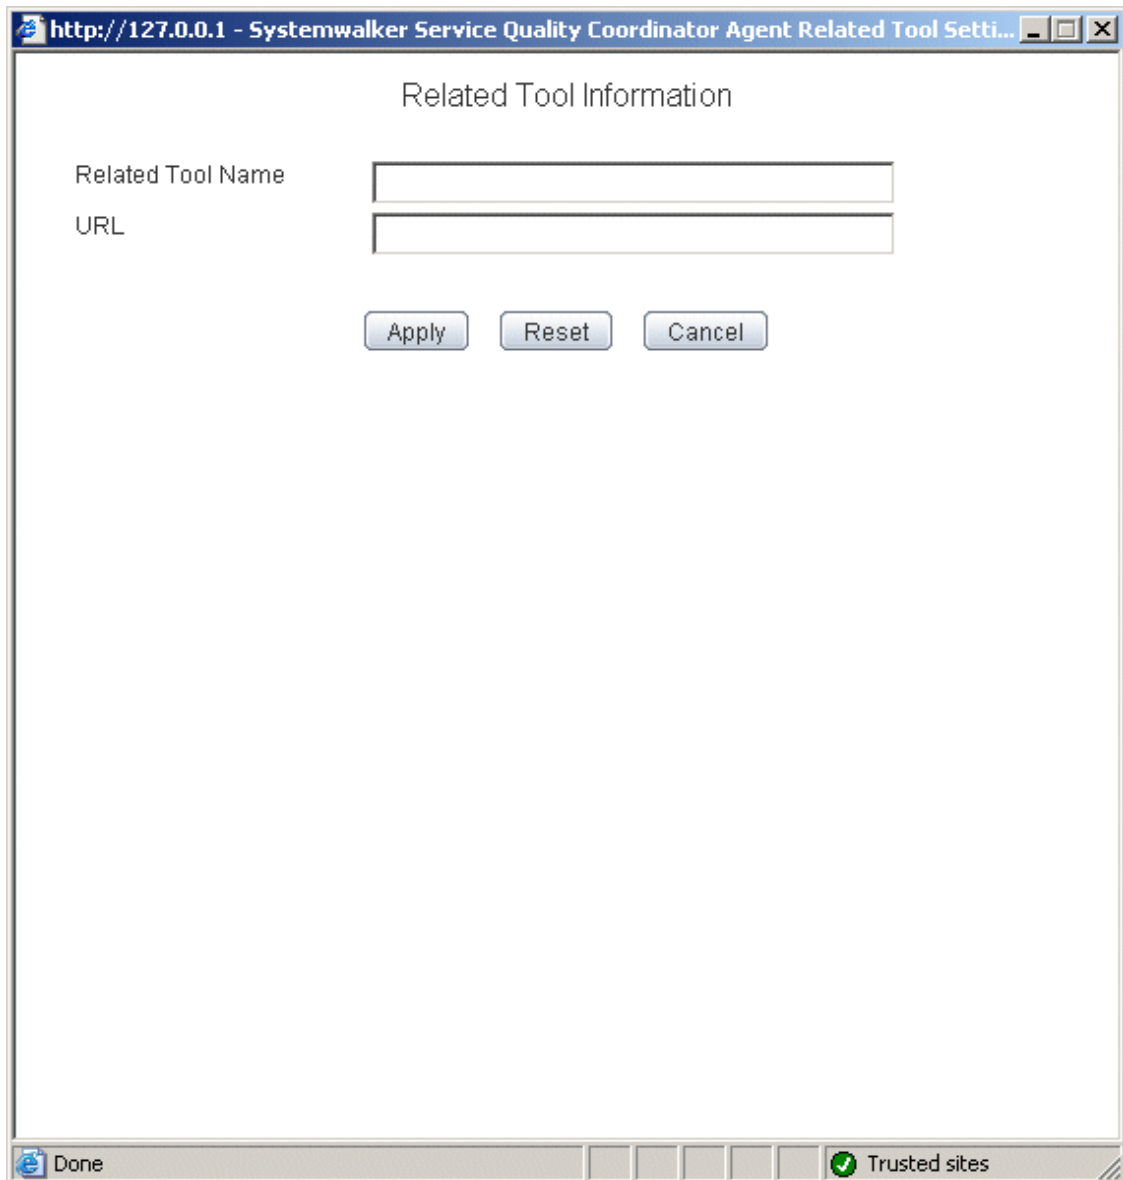 http://127.0.0.1 - Systemwalker Service Quality Coordinator Agent Related Tool Setti...
Related Tool Information
Related Tool Name
URL
Apply Reset Cancel
Done Trusted sites